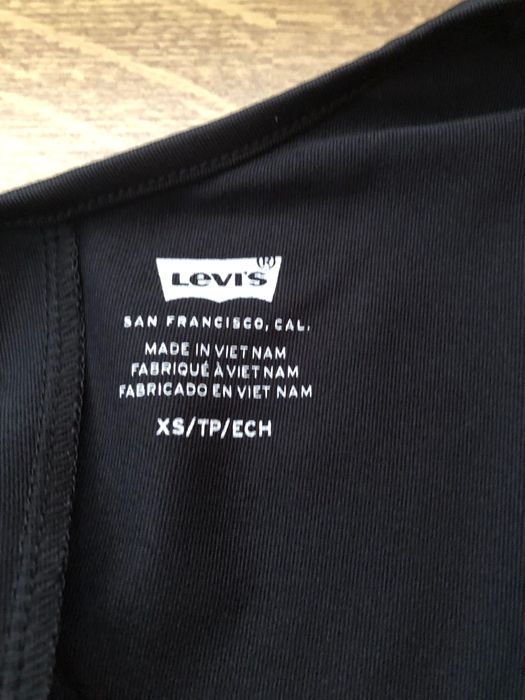 Levi's®
SAN FRANCISCO, CAL.
MADE IN VIET NAM
FABRIQUÉ À VIET NAM
FABRICADO EN VIET NAM
XS/TP/ECH